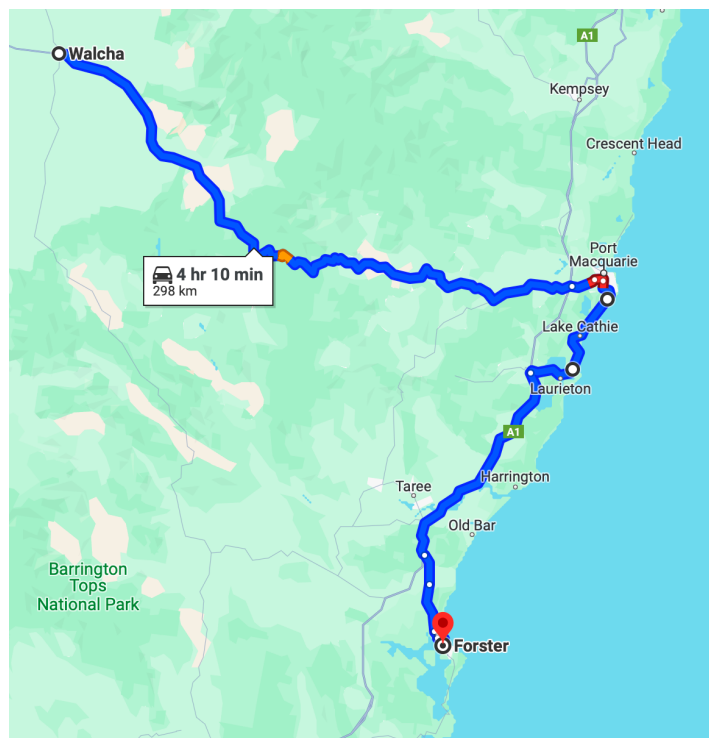 Walcha
A1
Kempsey
Crescent Head
Port
Macquarie
4 hr 10 min
298 km
Lake Cathie
Laurieton
A1
Harrington
Taree
Old Bar
Barrington
Tops
National Park
Forster